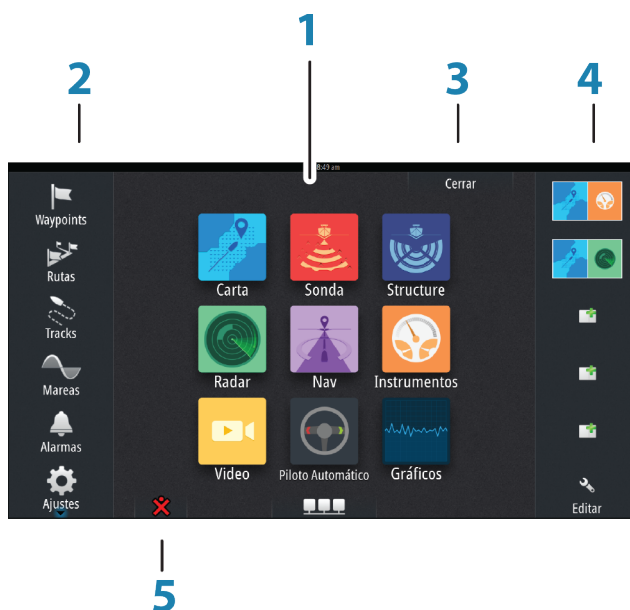 1
2
3
4
8:49 am
Cerrar
Waypoints
Rutas
Tracks
Mareas
Alarmas
Ajustes
Carta
Sonda
Structure
Radar
Nav
Instrumentos
Video
Piloto Automático
Gráficos
Editar
5